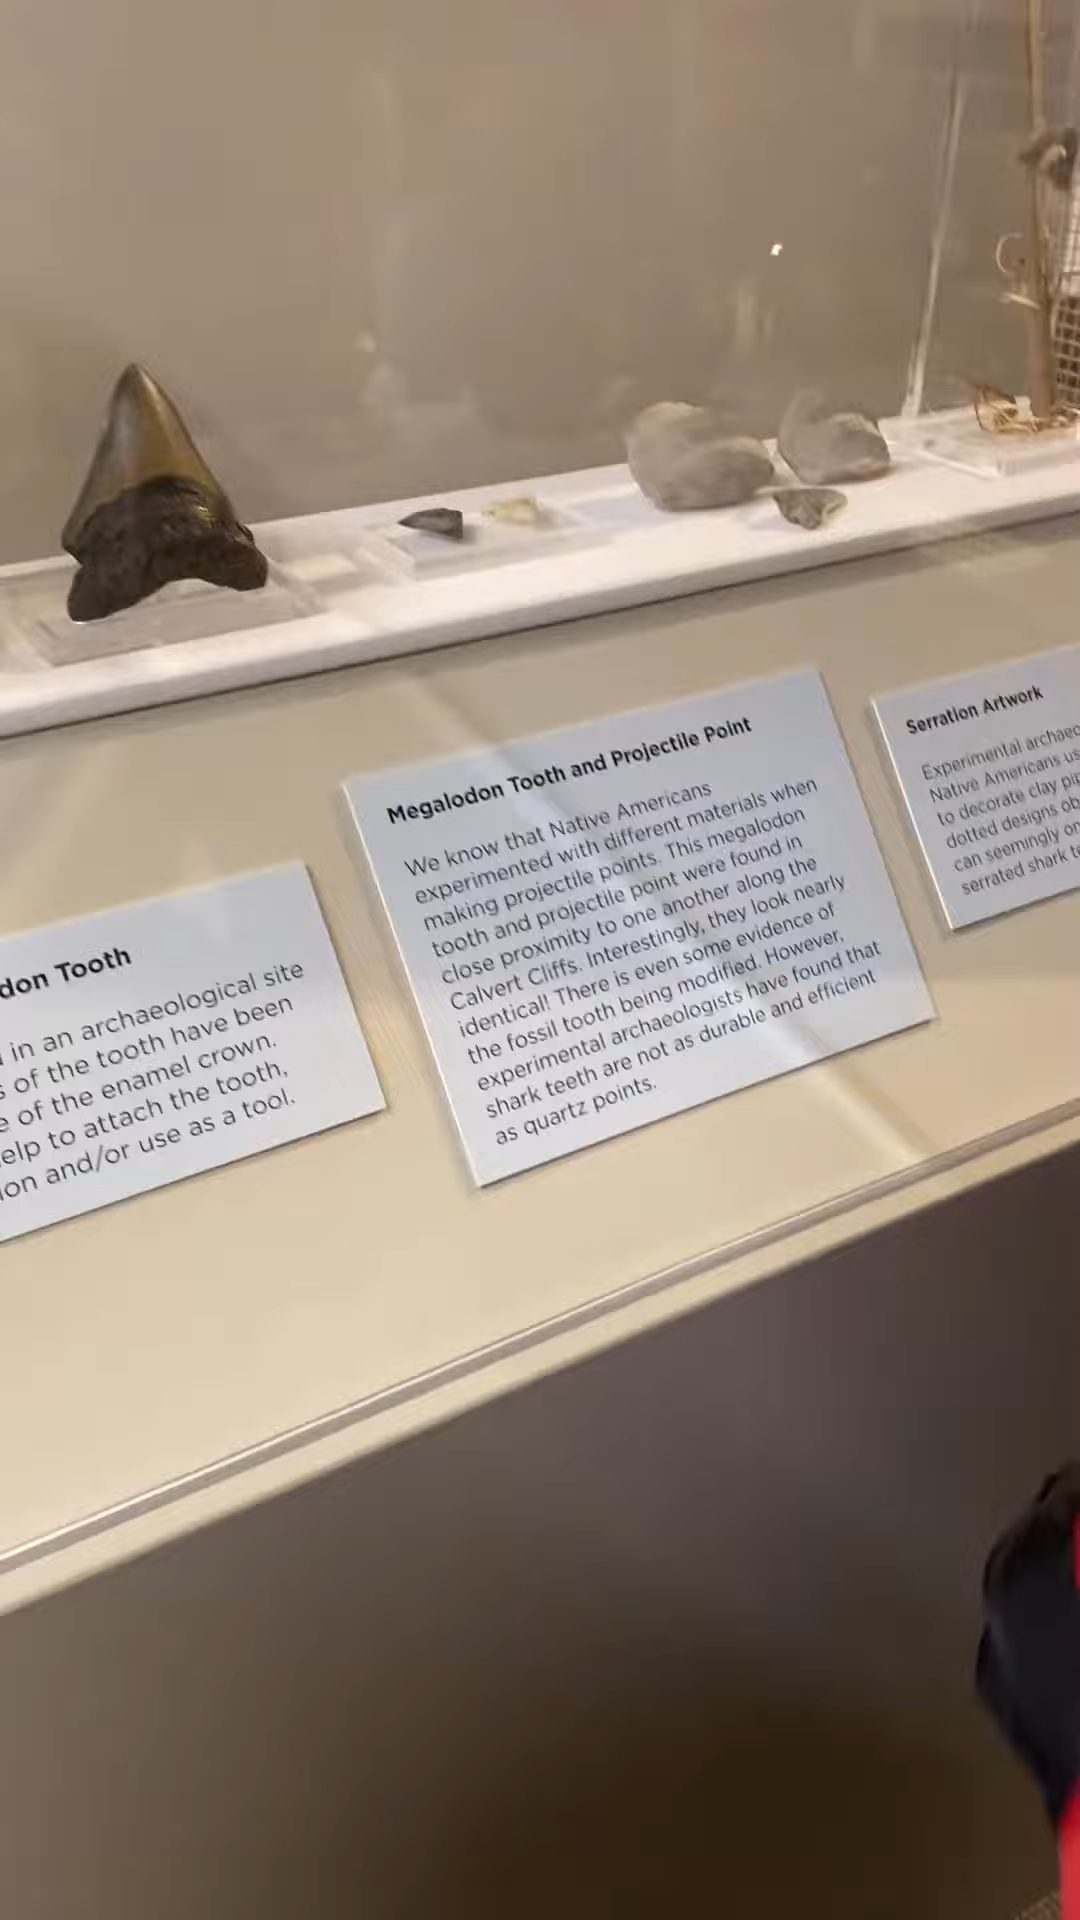 don Tooth
in an archaeological site
of the tooth have been
e of the enamel crown.
elp to attach the tooth,
ion and/or use as a tool.
Megalodon Tooth and Projectile Point
We know that Native Americans
experimented with different materials when
making projectile points. This megalodon
tooth and projectile point were found in
close proximity to one another along the
Calvert Cliffs. Interestingly, they look nearly
identical! There is even some evidence of
the fossil tooth being modified. However,
experimental archaeologists have found that
shark teeth are not as durable and efficient
as quartz points.
Serration Artwork
Experimental archaeo
Native Americans us
to decorate clay pip
dotted designs ob
can seemingly on
serrated shark te